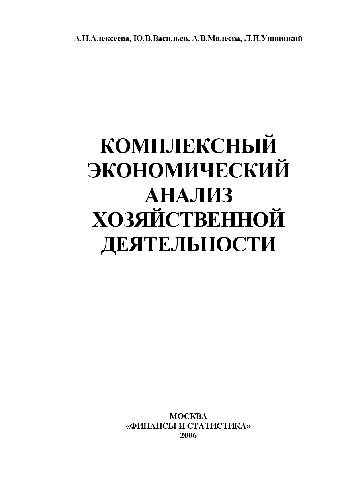 А.И.Алексеева, Ю.В.Васильев, А.В.Малеева, Л.И.Ушвицкий
КОМПЛЕКСНЫЙ
ЭКОНОМИЧЕСКИЙ
АНАЛИЗ
ХОЗЯЙСТВЕННОЙ
ДЕЯТЕЛЬНОСТИ
МОСКВА
«ФИНАНСЫ И СТАТИСТИКА»
2006